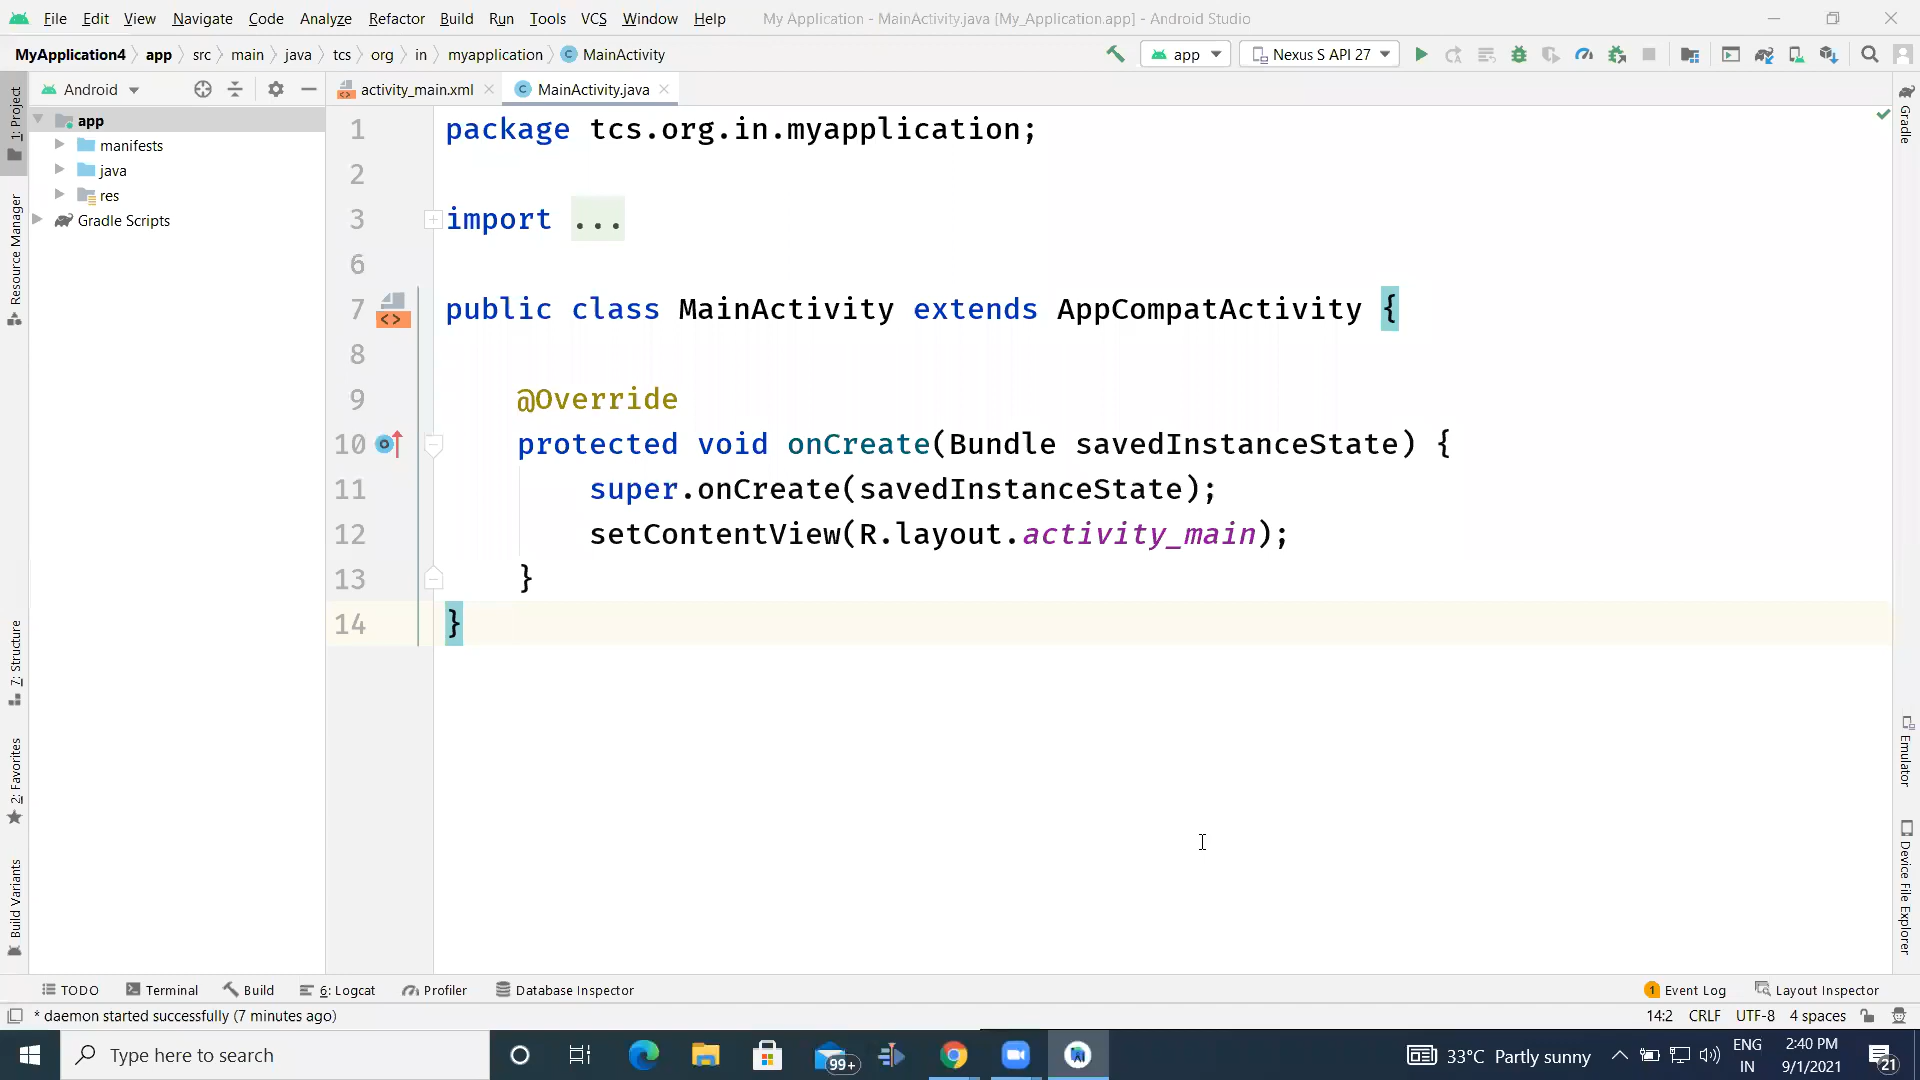 File Edit View Navigate Code Analyze Refactor Build Run Tools VCS Window Help My Application - MainActivity.java [My_Application.app] - Android Studio
MyApplication4 app src main java tcs org in myapplication MainActivity app Nexus S API 27
Android activity_main.xml MainActivity.java
1: Project
Resource Manager
7: Structure
2: Favorites
Build Variants
app
manifests
java
res
Gradle Scripts
1 package tcs.org.in.myapplication;
2
3 import ...
6
7 public class MainActivity extends AppCompatActivity {
8
9 @Override
10 protected void onCreate(Bundle savedInstanceState) {
11 super.onCreate(savedInstanceState);
12 setContentView(R.layout.activity_main);
13 }
14 }
Gradle
Emulator
Device File Explorer
TODO Terminal Build 6: Logcat Profiler Database Inspector 1 Event Log Layout Inspector
* daemon started successfully (7 minutes ago) 14:2 CRLF UTF-8 4 spaces
Type here to search 99+ 33°C Partly sunny ENG IN 2:40 PM 9/1/2021 21